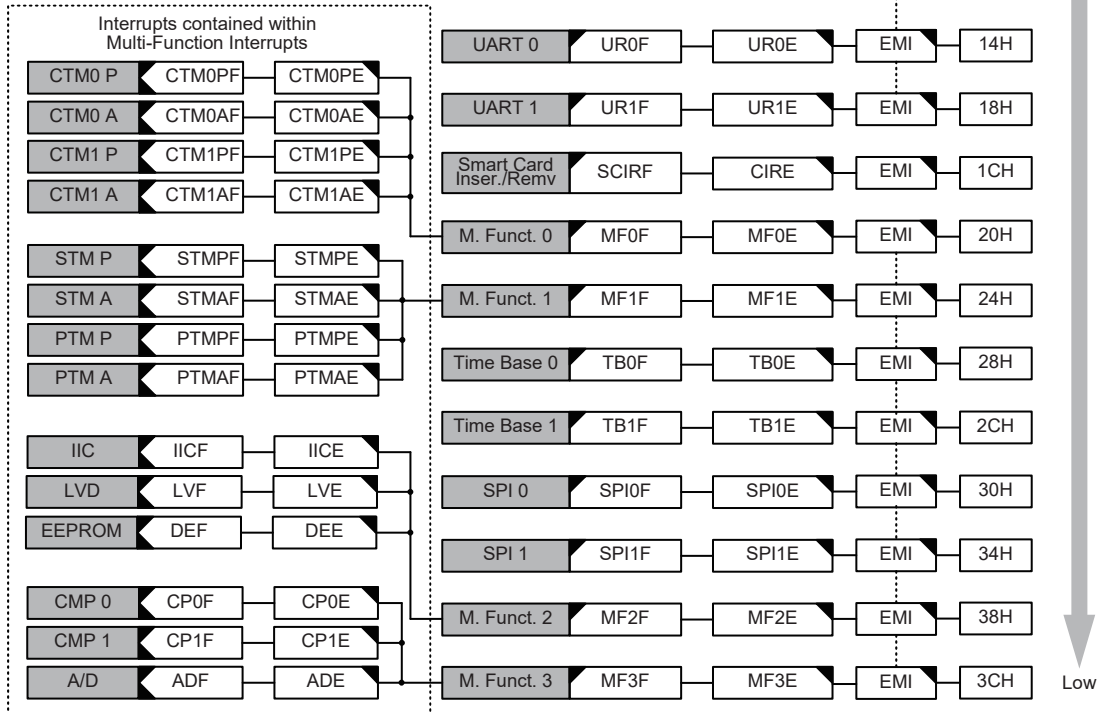 Interrupts contained within
Multi-Function Interrupts
CTM0 P CTM0PF CTM0PE
CTM0 A CTM0AF CTM0AE
CTM1 P CTM1PF CTM1PE
CTM1 A CTM1AF CTM1AE
STM P STMPF STMPE
STM A STMAF STMAE
PTM P PTMPF PTMPE
PTM A PTMAF PTMAE
IIC IICF IICE
LVD LVF LVE
EEPROM DEF DEE
CMP 0 CP0F CP0E
CMP 1 CP1F CP1E
A/D ADF ADE
UART 0 UR0F UR0E EMI 14H
UART 1 UR1F UR1E EMI 18H
Smart Card
Inser./Remv SCIRF CIRE EMI 1CH
M. Funct. 0 MF0F MF0E EMI 20H
M. Funct. 1 MF1F MF1E EMI 24H
Time Base 0 TB0F TB0E EMI 28H
Time Base 1 TB1F TB1E EMI 2CH
SPI 0 SPI0F SPI0E EMI 30H
SPI 1 SPI1F SPI1E EMI 34H
M. Funct. 2 MF2F MF2E EMI 38H
M. Funct. 3 MF3F MF3E EMI 3CH
Low